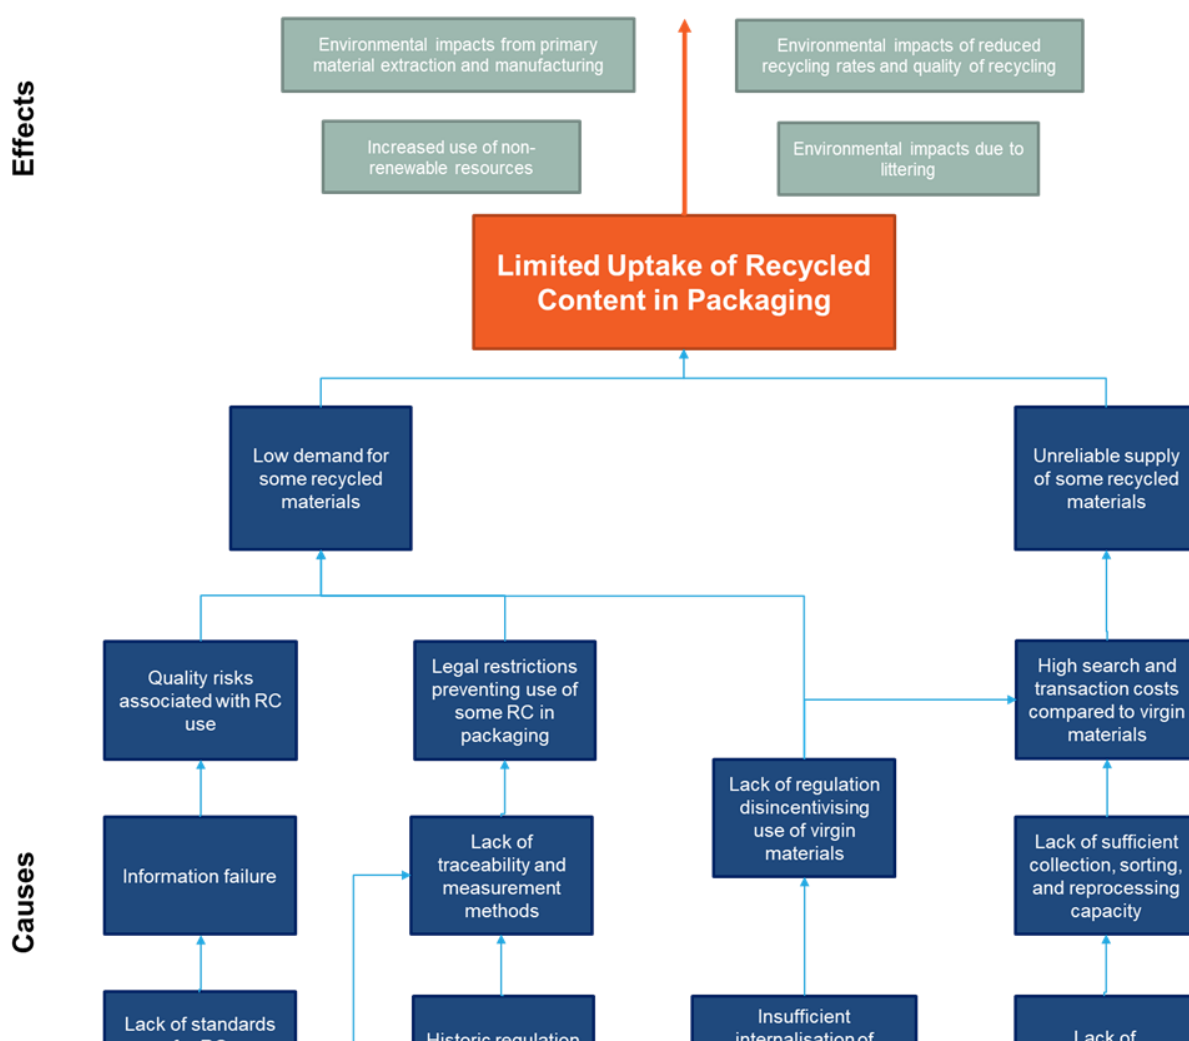 Effects
Environmental impacts from primary
material extraction and manufacturing
Environmental impacts of reduced
recycling rates and quality of recycling
Increased use of non-
renewable resources
Environmental impacts due to
littering
Limited Uptake of Recycled
Content in Packaging
Low demand for
some recycled
materials
Unreliable supply
of some recycled
materials
Quality risks
associated with RC
use
Legal restrictions
preventing use of
some RC in
packaging
High search and
transaction costs
compared to virgin
materials
Lack of regulation
disincentivising
use of virgin
materials
Causes
Information failure
Lack of
traceability and
measurement
methods
Lack of sufficient
collection, sorting,
and reprocessing
capacity
Lack of standards
Historic regulation
Insufficient
internalisation of
Lack of